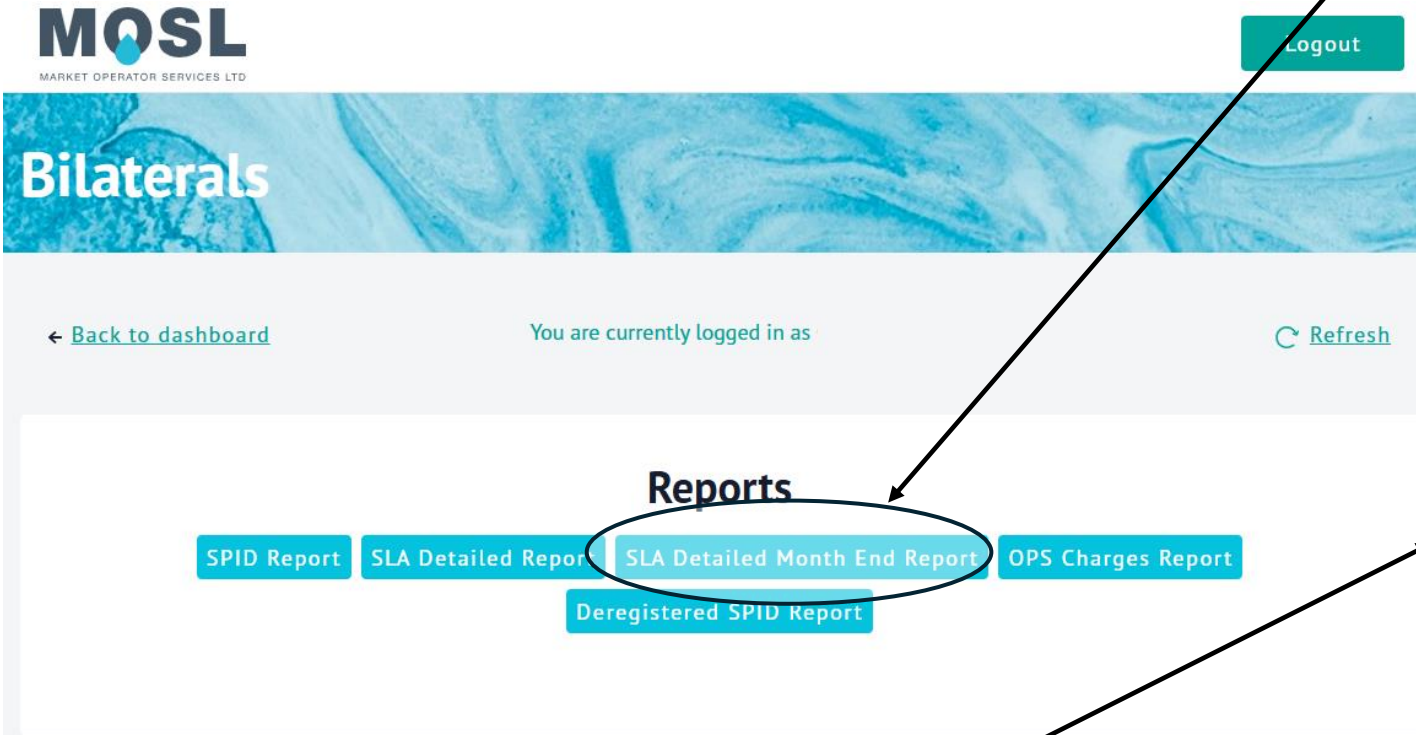 MOSL
MARKET OPERATOR SERVICES LTD
Logout
Bilaterals
← Back to dashboard
You are currently logged in as
Refresh
Reports
SPID Report
SLA Detailed Report
SLA Detailed Month End Report
OPS Charges Report
Deregistered SPID Report